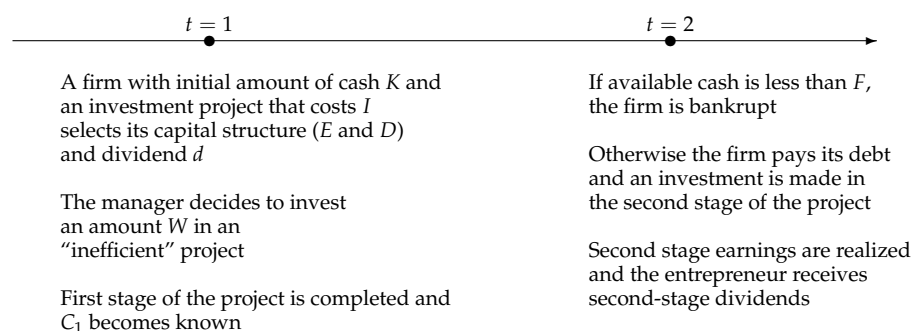 t = 1
t = 2
A firm with initial amount of cash K and
an investment project that costs I
selects its capital structure (E and D)
and dividend d
The manager decides to invest
an amount W in an
“inefficient” project
First stage of the project is completed and
C₁ becomes known
If available cash is less than F,
the firm is bankrupt
Otherwise the firm pays its debt
and an investment is made in
the second stage of the project
Second stage earnings are realized
and the entrepreneur receives
second-stage dividends